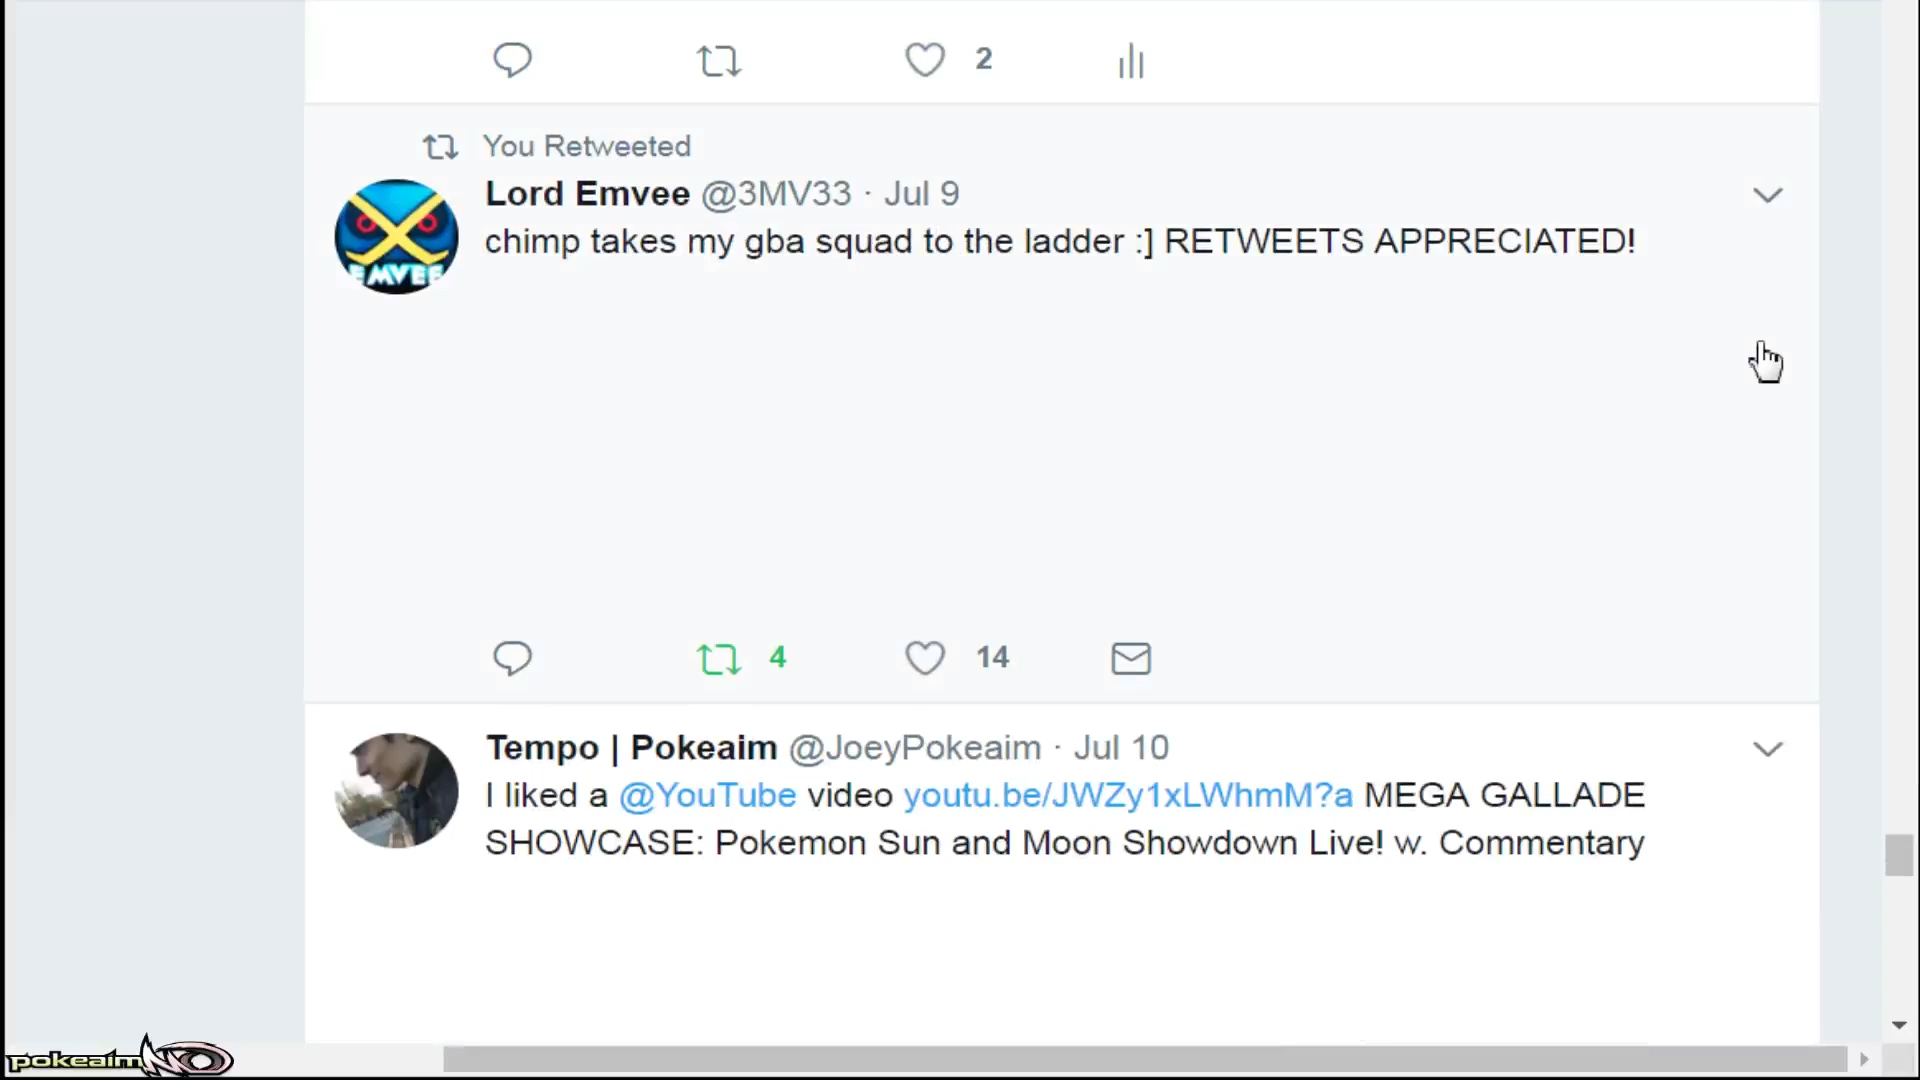 2
You Retweeted
Lord Emvee @3MV33 · Jul 9
chimp takes my gba squad to the ladder :] RETWEETS APPRECIATED!
EMVEE
4 14
Tempo | Pokeaim @JoeyPokeaim · Jul 10
I liked a @YouTube video youtu.be/JWZy1xLWhmM?a MEGA GALLADE
SHOWCASE: Pokemon Sun and Moon Showdown Live! w. Commentary
pokeaimMD